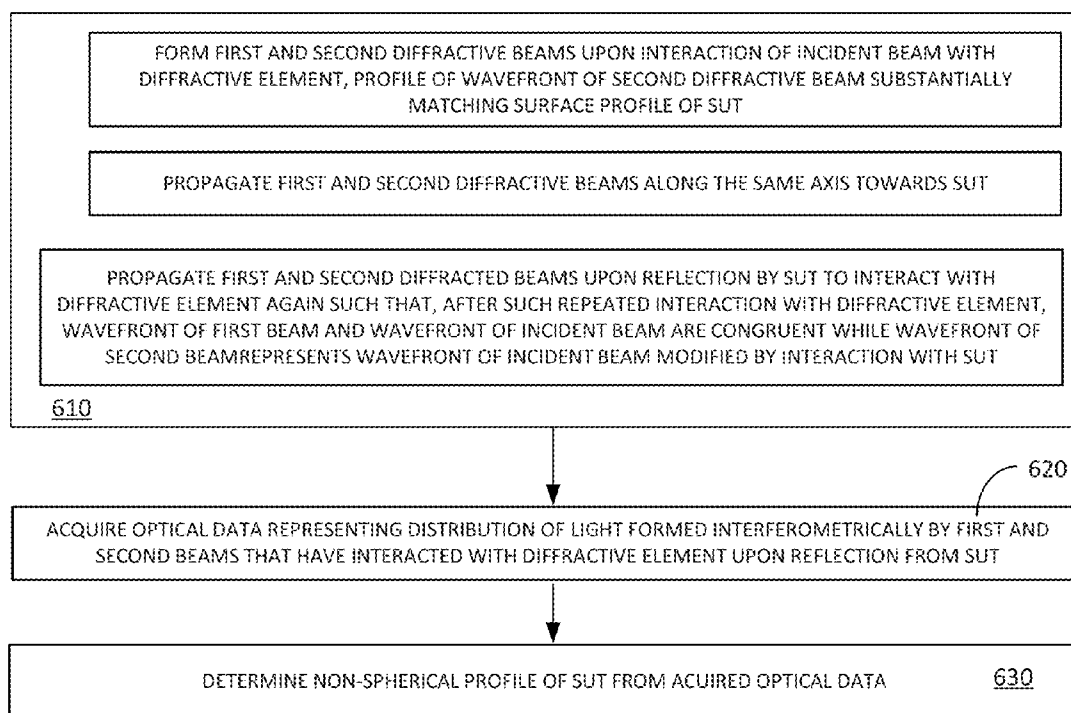 FORM FIRST AND SECOND DIFFRACTIVE BEAMS UPON INTERACTION OF INCIDENT BEAM WITH
DIFFRACTIVE ELEMENT, PROFILE OF WAVEFRONT OF SECOND DIFFRACTIVE BEAM SUBSTANTIALLY
MATCHING SURFACE PROFILE OF SUT
PROPAGATE FIRST AND SECOND DIFFRACTIVE BEAMS ALONG THE SAME AXIS TOWARDS SUT
PROPAGATE FIRST AND SECOND DIFFRACTED BEAMS UPON REFLECTION BY SUT TO INTERACT WITH
DIFFRACTIVE ELEMENT AGAIN SUCH THAT, AFTER SUCH REPEATED INTERACTION WITH DIFFRACTIVE ELEMENT,
WAVEFRONT OF FIRST BEAM AND WAVEFRONT OF INCIDENT BEAM ARE CONGRUENT WHILE WAVEFRONT OF
SECOND BEAMREPRESENTS WAVEFRONT OF INCIDENT BEAM MODIFIED BY INTERACTION WITH SUT
610
620
ACQUIRE OPTICAL DATA REPRESENTING DISTRIBUTION OF LIGHT FORMED INTERFEROMETRICALLY BY FIRST AND
SECOND BEAMS THAT HAVE INTERACTED WITH DIFFRACTIVE ELEMENT UPON REFLECTION FROM SUT
DETERMINE NON-SPHERICAL PROFILE OF SUT FROM ACUIRED OPTICAL DATA
630